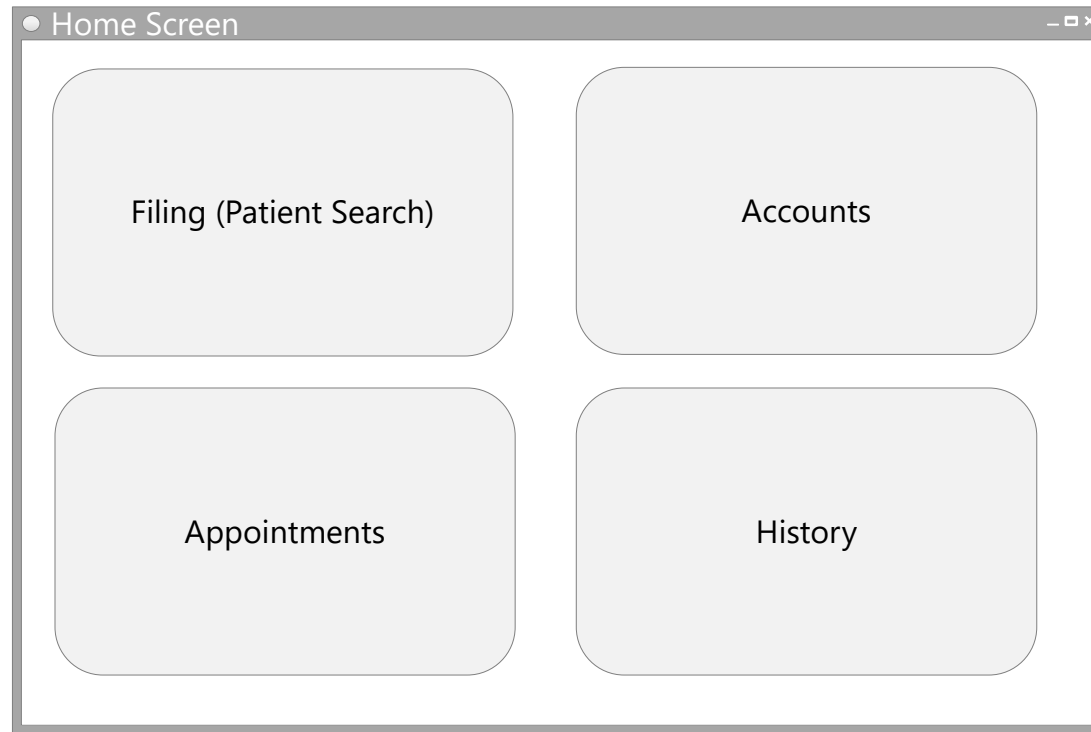 Home Screen
Filing (Patient Search)
Accounts
Appointments
History